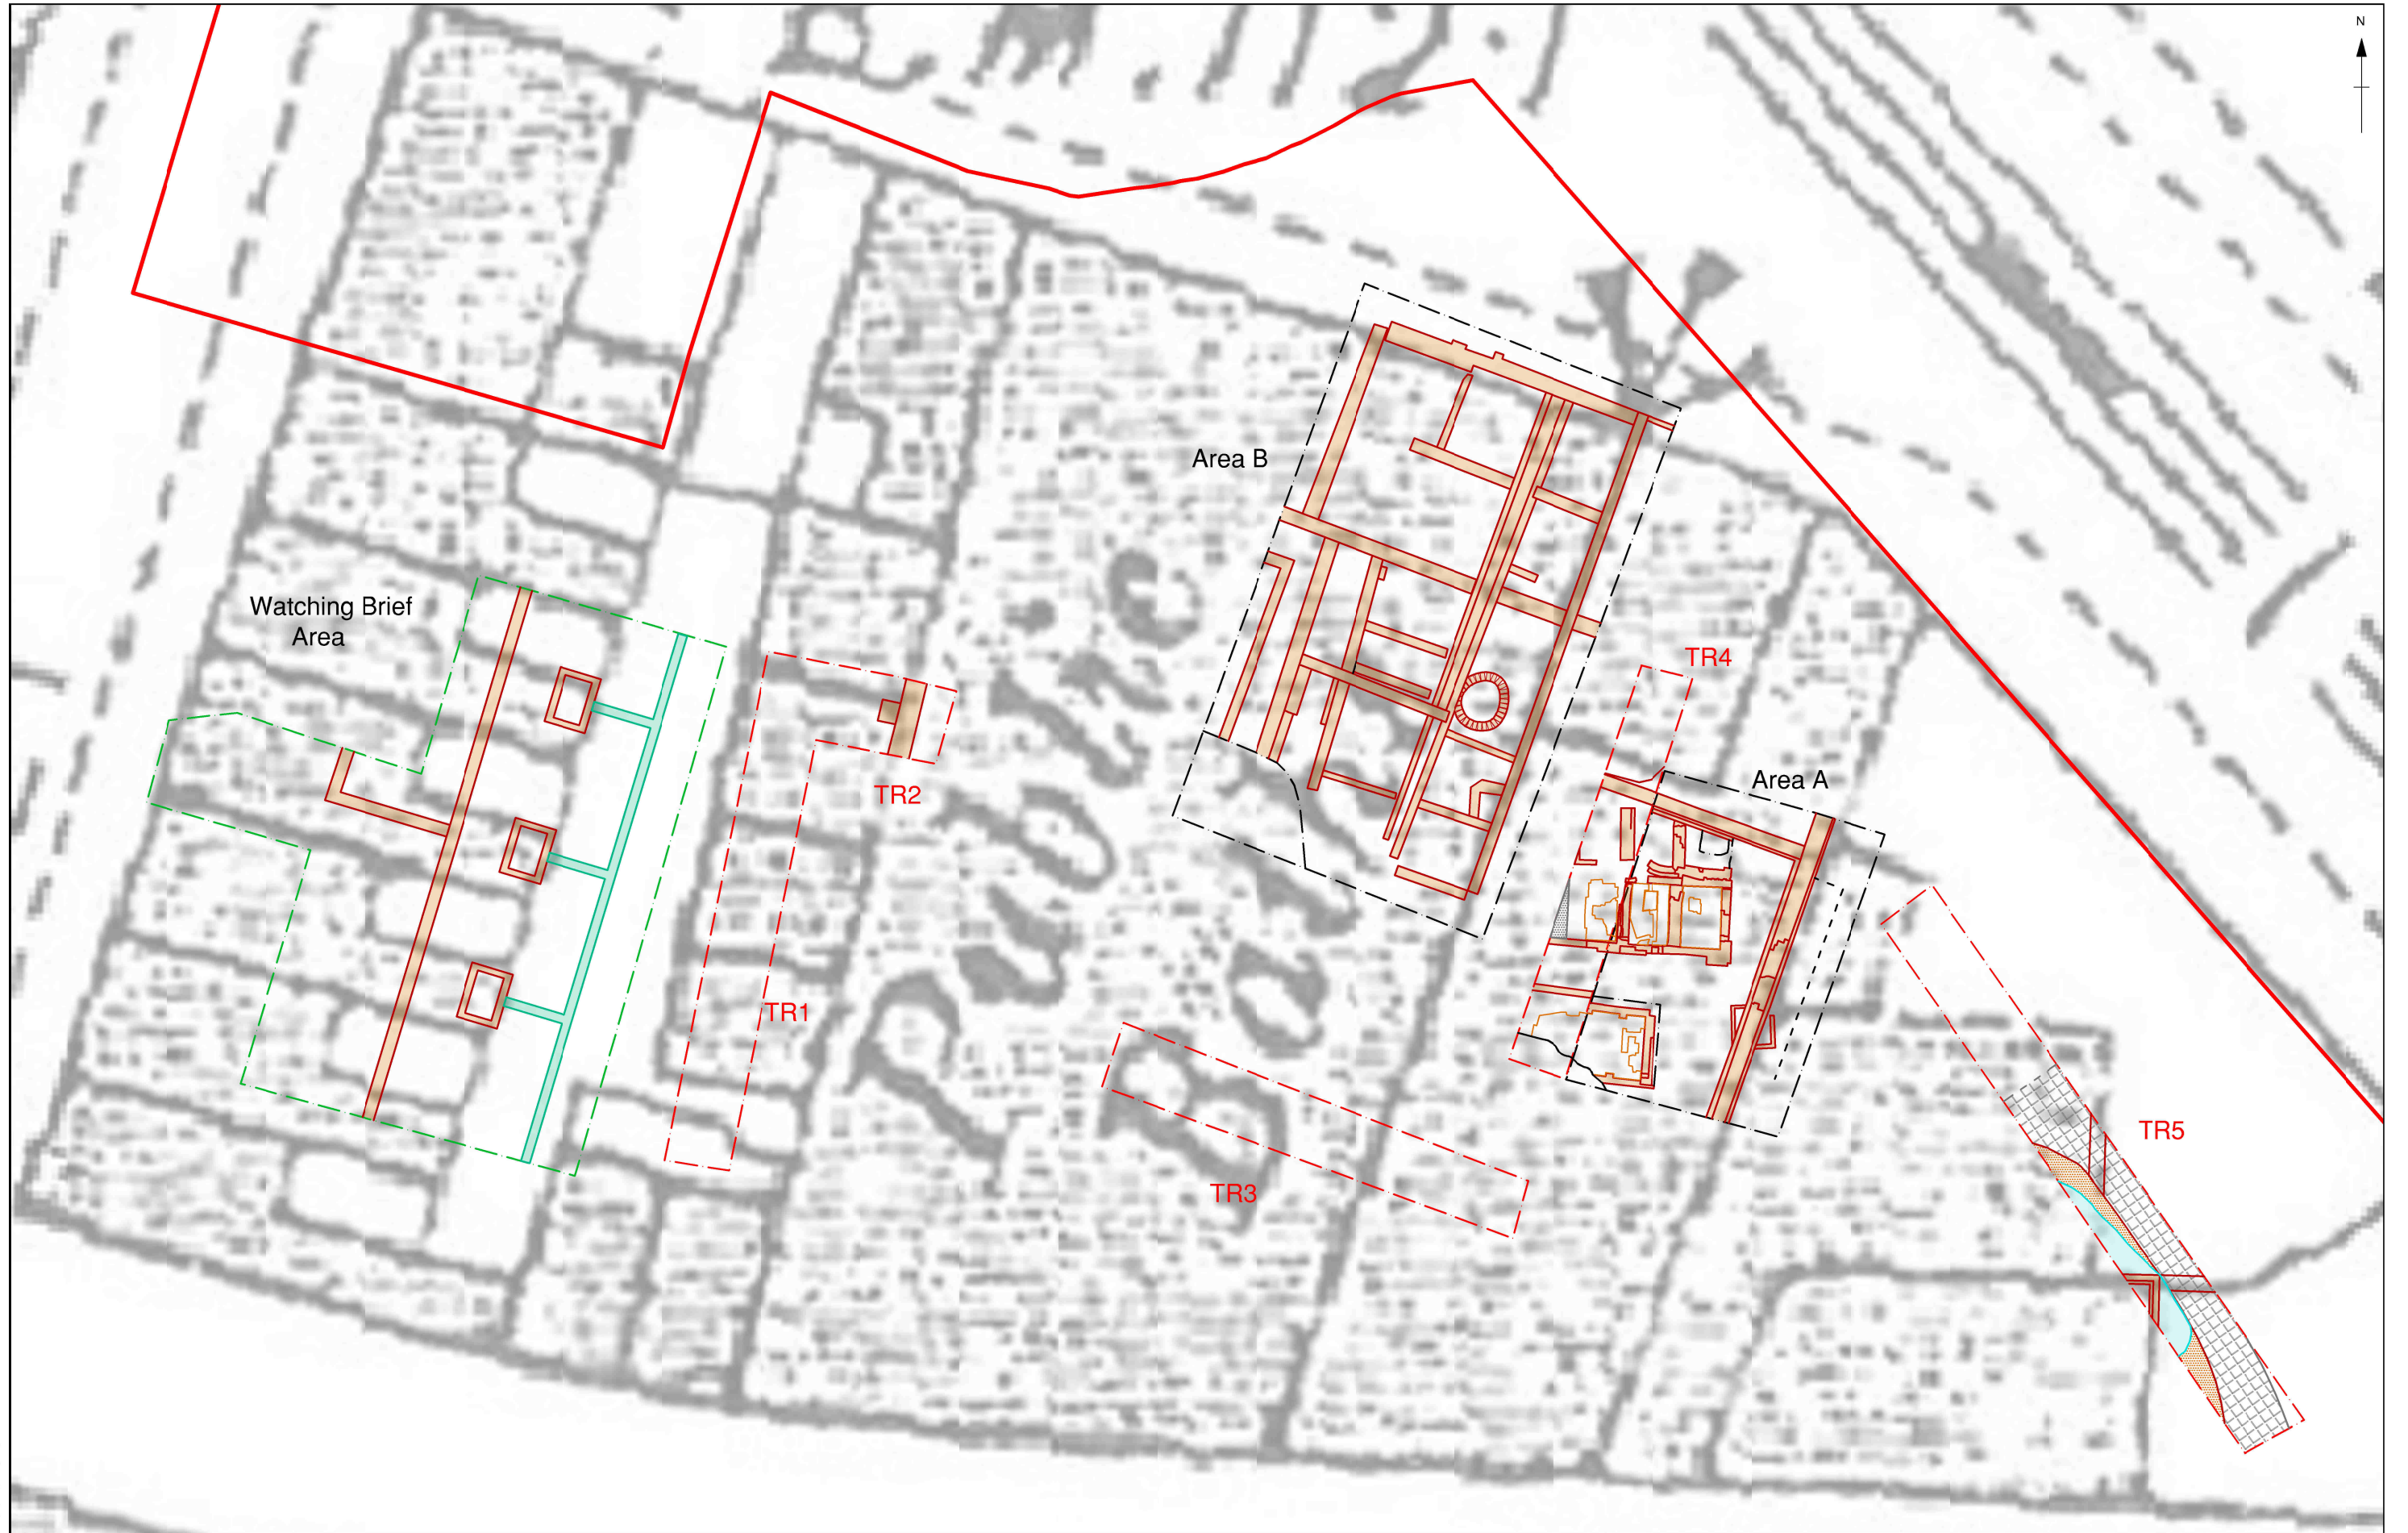 N
Area B
Watching Brief
Area
TR4
Area A
TR2
TR1
TR5
TR3